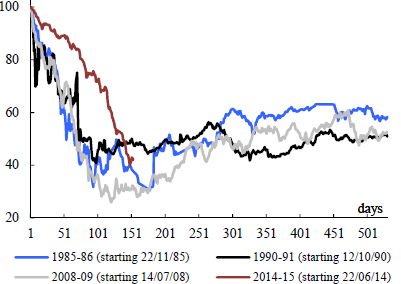 100
80
60
40
20
days
1 51 101 151 201 251 301 351 401 451 501
1985-86 (starting 22/11/85) 1990-91 (starting 12/10/90)
2008-09 (starting 14/07/08) 2014-15 (starting 22/06/14)